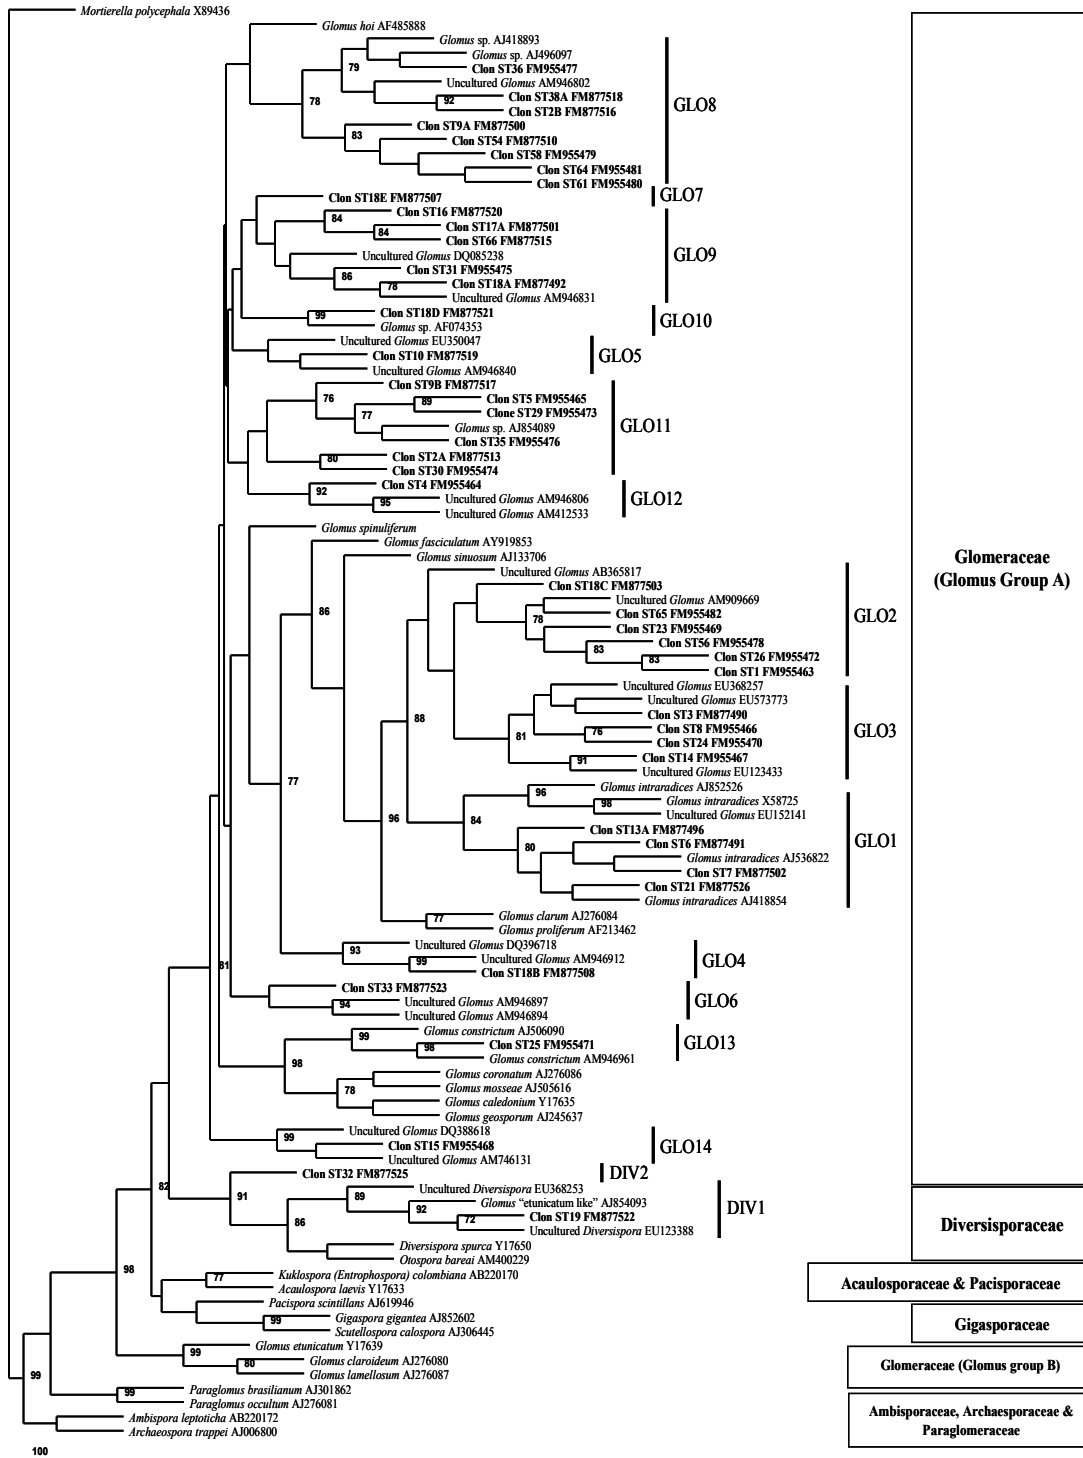 Mortierella polycephala X89436
Glomus hoi AF485888
Glomus sp. AJ418893
Glomus sp. AJ496097
79
Clon ST36 FM955477
Uncultured Glomus AM946802
Clon ST38A FM877518
92
78
Clon ST2B FM877516
GLO8
Clon ST9A FM877500
83
Clon ST54 FM877510
Clon ST58 FM955479
Clon ST64 FM955481
Clon ST61 FM955480
Clon ST18E FM877507
GLO7
Clon ST16 FM877520
84
Clon ST17A FM877501
84
Clon ST66 FM877515
Uncultured Glomus DQ085238
GLO9
Clon ST31 FM955475
86
Clon ST18A FM877492
78
Uncultured Glomus AM946831
Clon ST18D FM877521
99
GLO10
Glomus sp. AF074353
Uncultured Glomus EU350047
Clon ST10 FM877519
GLO5
Uncultured Glomus AM946840
Clon ST9B FM877517
76
Clon ST5 FM955465
89
Clone ST29 FM955473
77
Glomus sp. AJ854089
GLO11
Clon ST35 FM955476
Clon ST2A FM877513
80
Clon ST30 FM955474
Clon ST4 FM955464
92
Uncultured Glomus AM946806
95
GLO12
Uncultured Glomus AM412533
Glomus spinuliferum
Glomus fasciculatum AY919853
Glomus sinuosum AJ133706
Glomeraceae
(Glomus Group A)
Uncultured Glomus AB365817
Clon ST18C FM877503
Uncultured Glomus AM909669
86
Clon ST65 FM955482
78
GLO2
Clon ST23 FM955469
Clon ST56 FM955478
83
Clon ST26 FM955472
83
Clon ST1 FM955463
Uncultured Glomus EU368257
Uncultured Glomus EU573773
Clon ST3 FM877490
88
Clon ST8 FM955466
76
GLO3
81
Clon ST24 FM955470
Clon ST14 FM955467
91
Uncultured Glomus EU123433
77
Glomus intraradices AJ852526
96
Glomus intraradices X58725
98
Uncultured Glomus EU152141
96
84
Clon ST13A FM877496
Clon ST6 FM877491
GLO1
80
Glomus intraradices AJ536822
Clon ST7 FM877502
Clon ST21 FM877526
Glomus intraradices AJ418854
Glomus clarum AJ276084
77
Glomus proliferum AF213462
Uncultured Glomus DQ396718
93
Uncultured Glomus AM946912
99
GLO4
81
Clon ST18B FM877508
Clon ST33 FM877523
Uncultured Glomus AM946897
94
GLO6
Uncultured Glomus AM946894
Glomus constrictum AJ506090
99
Clon ST25 FM955471
98
GLO13
Glomus constrictum AM946961
98
Glomus coronatum AJ276086
Glomus mosseae AJ505616
78
Glomus caledonium Y17635
Glomus geosporum AJ245637
Uncultured Glomus DQ388618
99
Clon ST15 FM955468
GLO14
Uncultured Glomus AM746131
Clon ST32 FM877525
DIV2
82
Uncultured Diversispora EU368253
91
89
Glomus “etunicatum like” AJ854093
92
DIV1
Clon ST19 FM877522
72
86
Uncultured Diversispora EU123388
Diversisporaceae
Diversispora spurca Y17650
Otospora bareai AM400229
98
Kuklospora (Entrophospora) colombiana AB220170
77
Acaulosporaceae & Pacisporaceae
Acaulospora laevis Y17633
Pacispora scintillans AJ619946
Gigaspora gigantea AJ852602
99
Gigasporaceae
Scutellospora calospora AJ306445
Glomus etunicatum Y17639
99
Glomus claroideum AJ276080
80
Glomeraceae (Glomus group B)
Glomus lamellosum AJ276087
99
Paraglomus brasilianum AJ301862
99
Paraglomus occultum AJ276081
Ambispora leptoticha AB220172
Archaeospora trappei AJ006800
Ambisporaceae, Archaesporaceae &
Paraglomeraceae
100